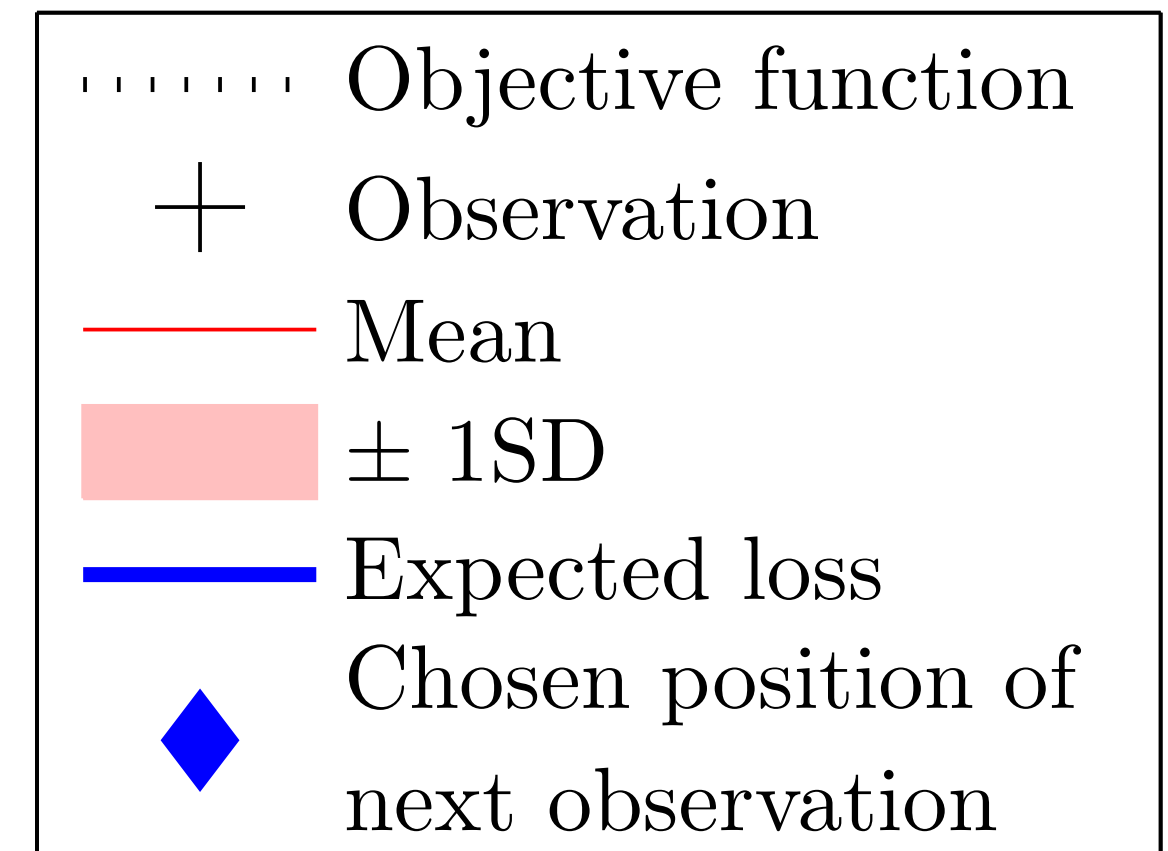 Objective function
Observation
Mean
± 1SD
Expected loss
Chosen position of
next observation